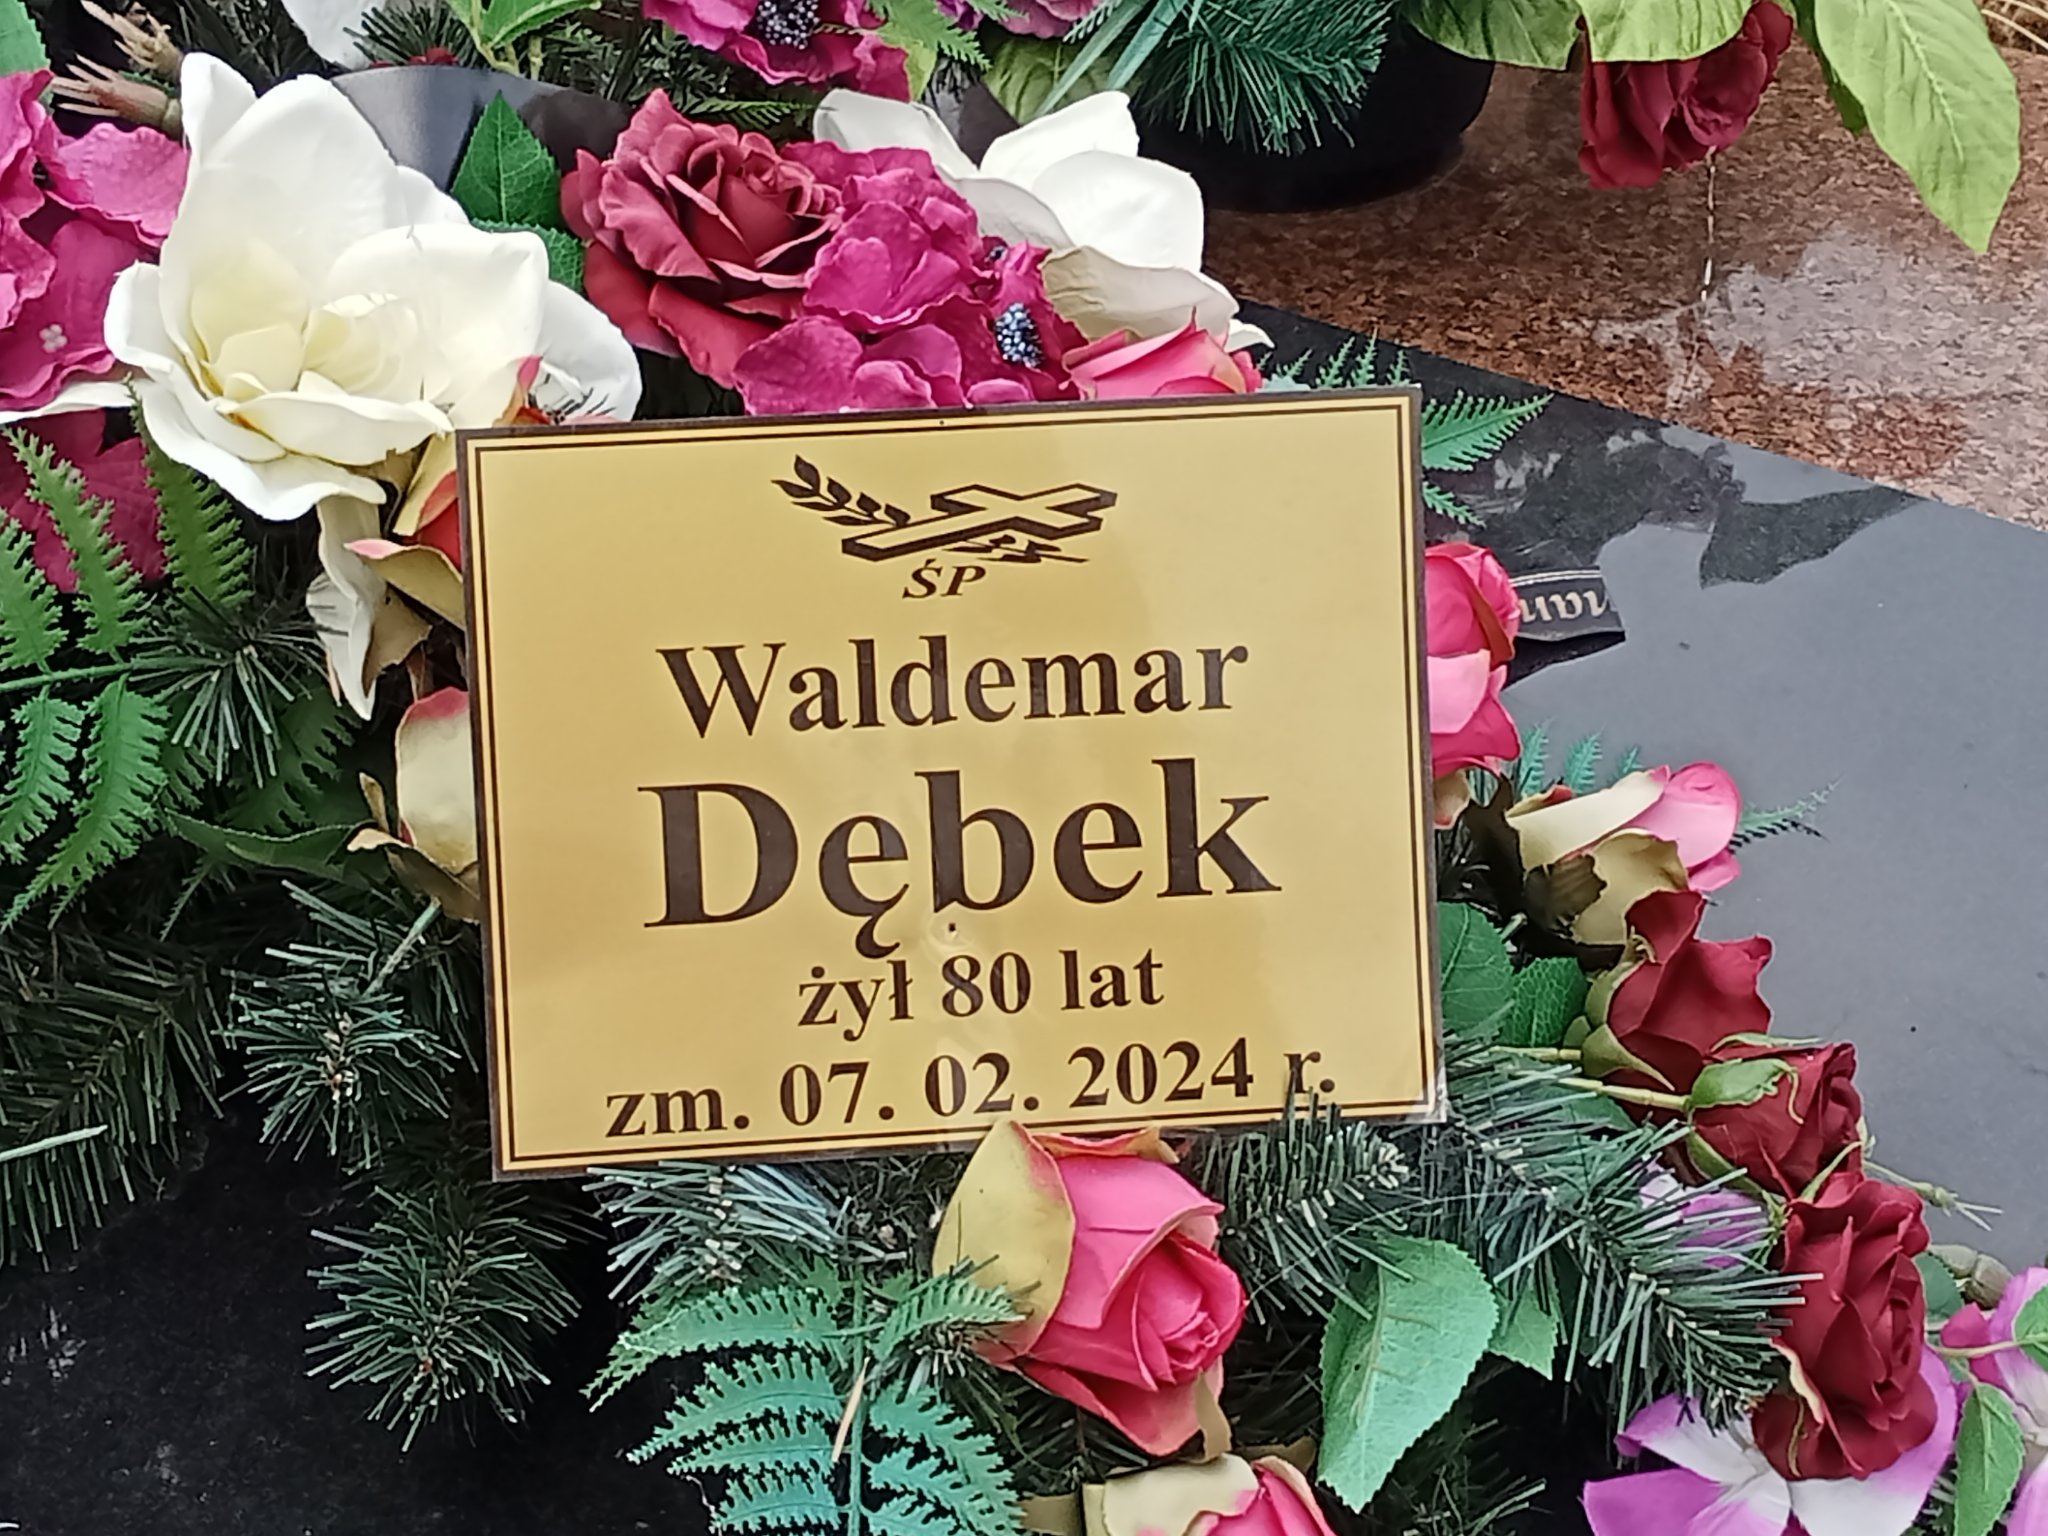 ŚP
Waldemar
Dębek
żył 80 lat
zm. 07. 02. 2024 r.